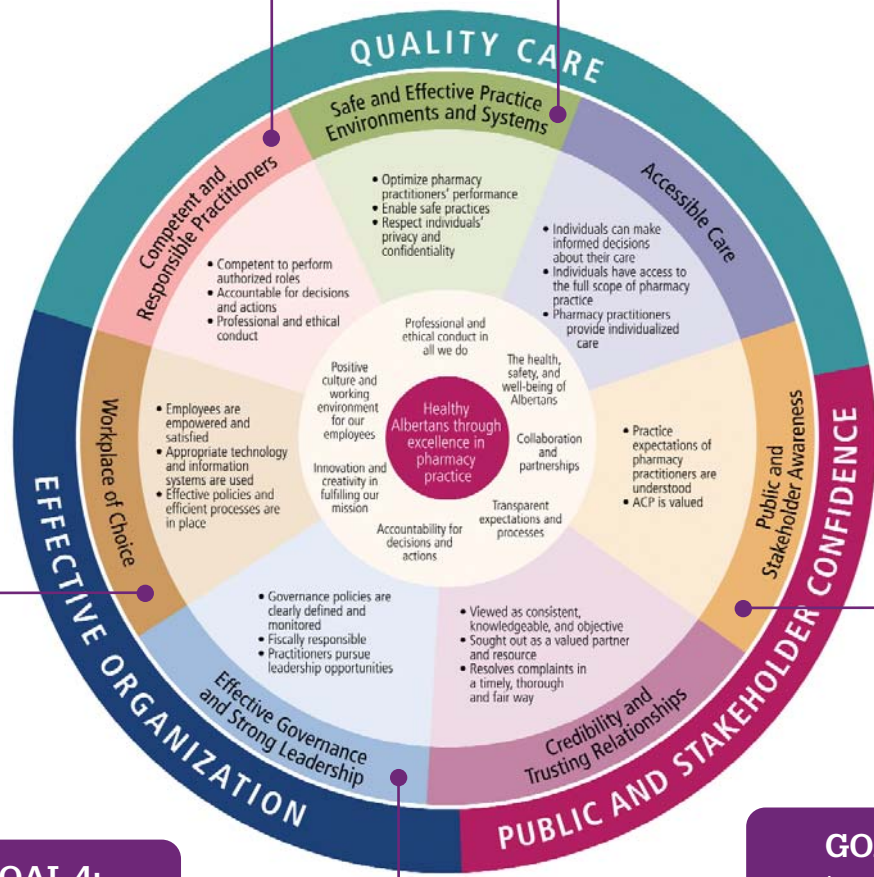 QUALITY CARE
Safe and Effective Practice
Environments and Systems
• Optimize pharmacy
practitioners' performance
• Enable safe practices
• Respect individuals'
privacy and
confidentiality
Accessible Care
• Individuals can make
informed decisions
about their care
• Individuals have access to
the full scope of pharmacy
practice
• Pharmacy practitioners
provide individualized
care
Competent and
Responsible Practitioners
• Competent to perform
authorized roles
• Accountable for decisions
and actions
• Professional and ethical
conduct
PUBLIC AND STAKEHOLDER CONFIDENCE
Public and
Stakeholder Awareness
• Practice
expectations of
pharmacy
practitioners are
understood
• ACP is valued
Credibility and
Trusting Relationships
• Viewed as consistent,
knowledgeable, and objective
• Sought out as a valued partner
and resource
• Resolves complaints in
a timely, thorough
and fair way
EFFECTIVE ORGANIZATION
Effective Governance
and Strong Leadership
• Governance policies are
clearly defined and
monitored
• Fiscally responsible
• Practitioners pursue
leadership opportunities
Workplace of Choice
• Employees are
empowered and
satisfied
• Appropriate technology
and information
systems are used
• Effective policies and
efficient processes are
in place
Professional and
ethical conduct in
all we do
The health,
safety, and
well-being of
Albertans
Collaboration
and
partnerships
Transparent
expectations and
processes
Accountability for
decisions and
actions
Innovation and
creativity in
fulfilling our
mission
Positive
culture and
working
environment
for our
employees
Healthy
Albertans through
excellence in
pharmacy
practice
OAL 4:
GO